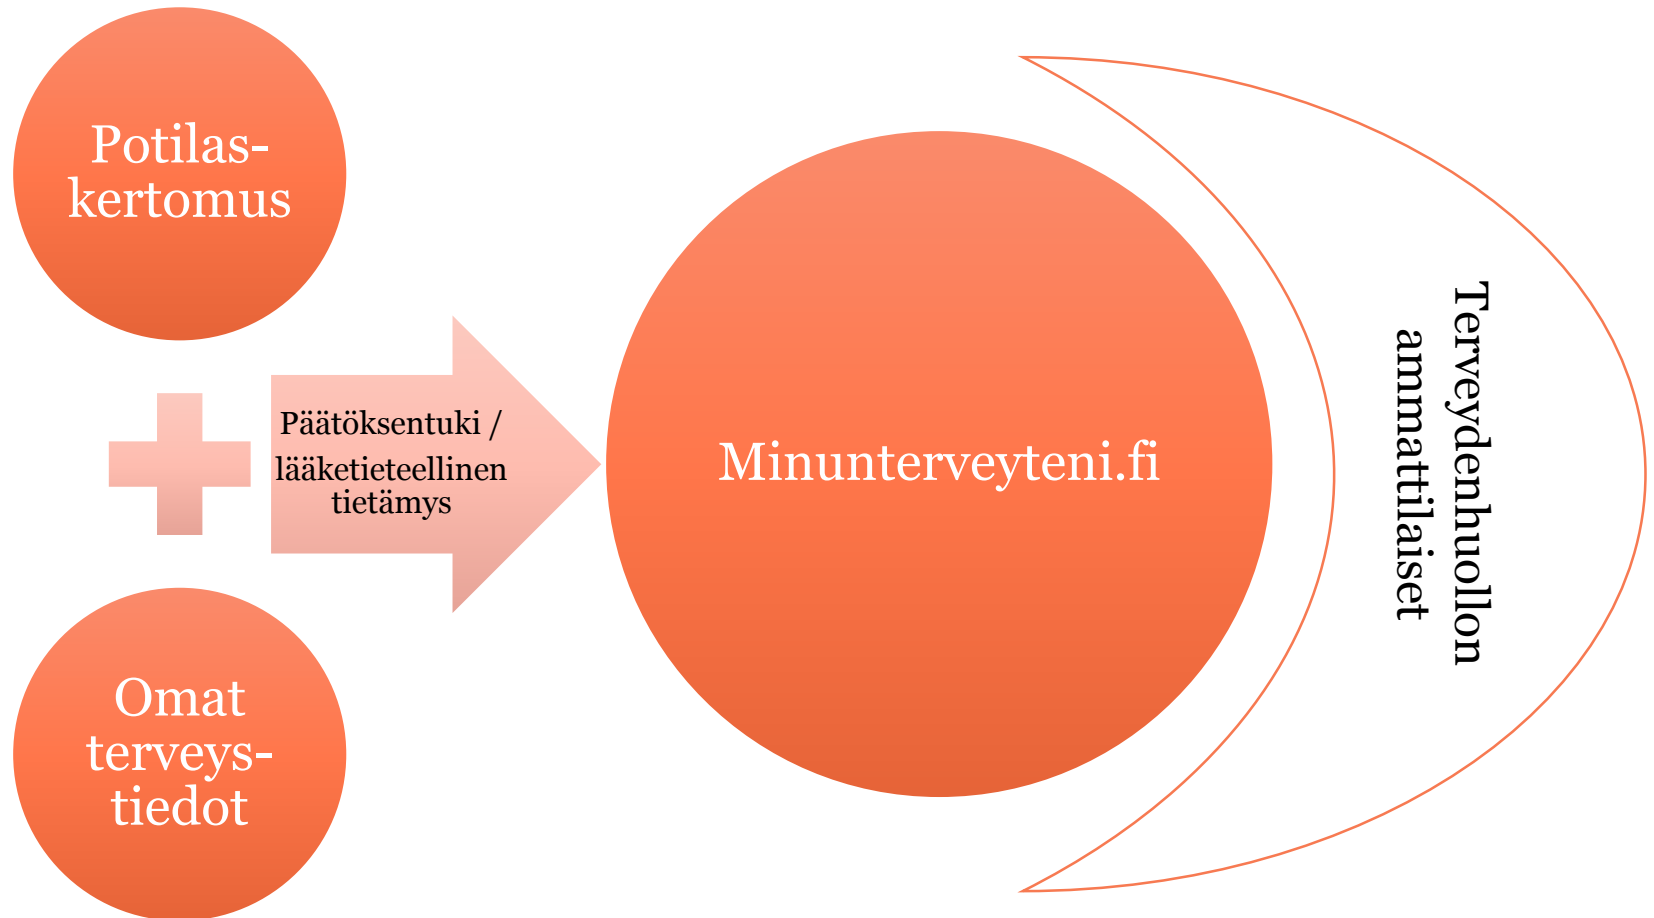 Potilas-
kertomus
Omat
terveys-
tiedot
Päätöksentuki /
lääketieteellinen
tietämys
Minunterveyteni.fi
Terveydenhuollon
ammattilaiset